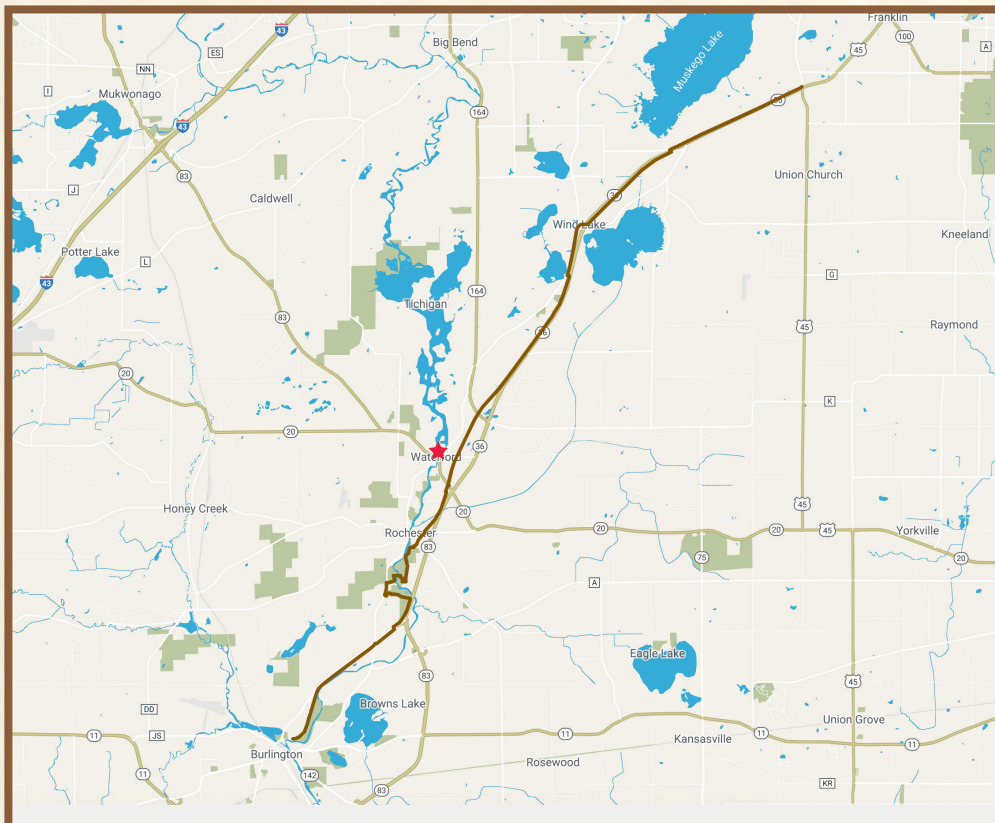 Franklin
43
45
100
A
Big Bend
ES
NN
Muskego Lake
I
Mukwonago
36
164
43
83
Union Church
J
Caldwell
36
Wind Lake
Kneeland
Potter Lake
L
G
43
164
Tichigan
83
Raymond
45
36
20
K
20
36
Waterford
45
Honey Creek
20
20
20
45
Yorkville
Rochester
83
75
20
A
Eagle Lake
83
45
Browns Lake
DD
Union Grove
11
JS
11
11
11
Kansasville
Burlington
Rosewood
11
142
83
KR